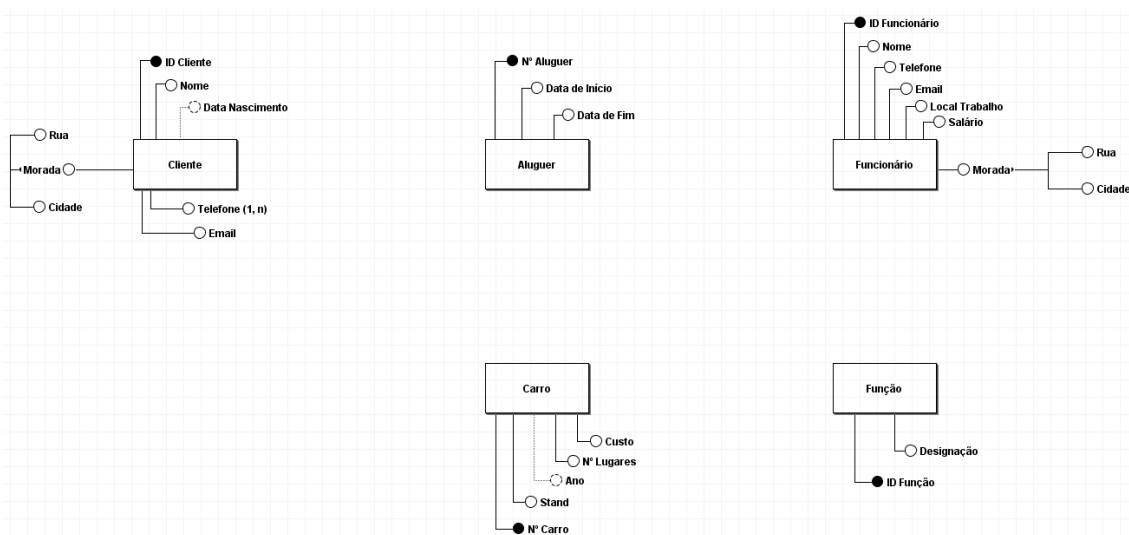 ID Cliente
Nome
Data Nascimento
Rua
Morada
Cidade
Cliente
Telefone (1, n)
Email
Nº Aluguer
Data de Início
Data de Fim
Aluguer
ID Funcionário
Nome
Telefone
Email
Local Trabalho
Salário
Funcionário
Morada
Rua
Cidade
Carro
Custo
Nº Lugares
Ano
Stand
Nº Carro
Função
Designação
ID Função